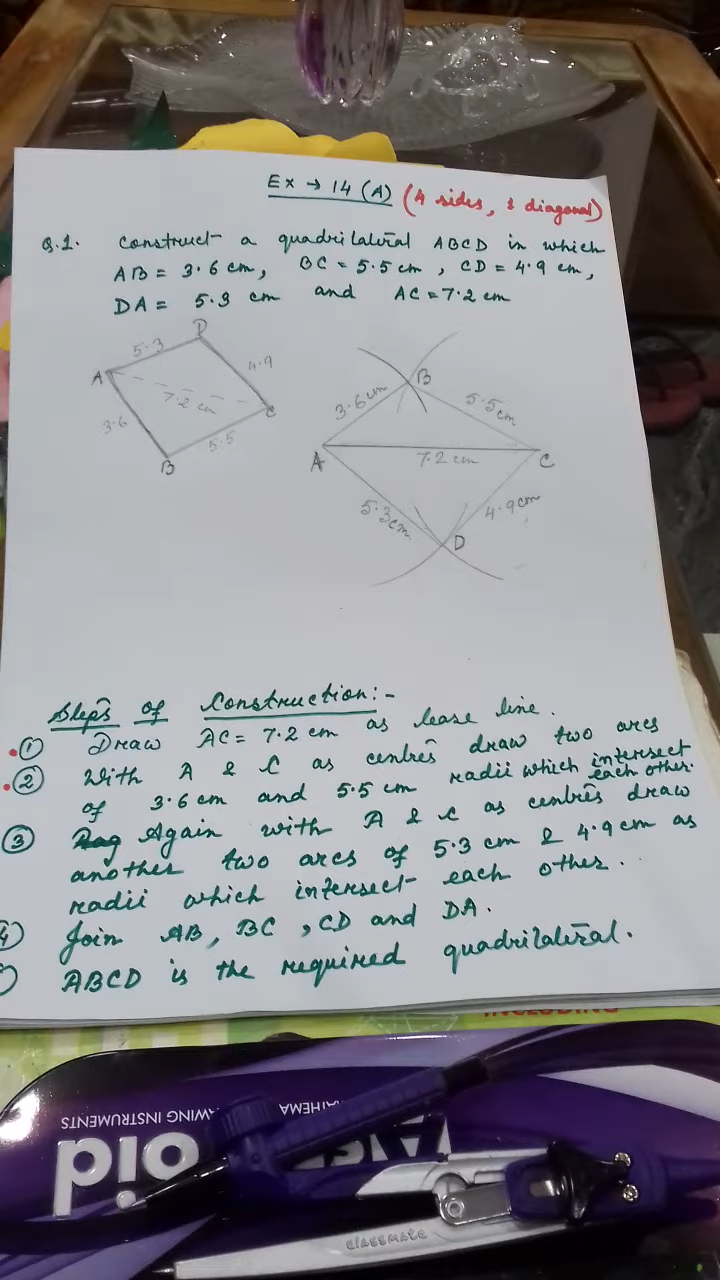 Ex → 14 (A) (4 sides, 1 diagonal)
Q.1. Construct a quadrilateral ABCD in which
AB = 3.6 cm, BC = 5.5 cm, CD = 4.9 cm,
DA = 5.3 cm and AC = 7.2 cm
D
5.3
4.9
A
7.2 cm
C
3.6
5.5
B
B
3.6 cm
5.5 cm
A
7.2 cm
C
5.3 cm
4.9 cm
D
Steps of Construction:-
① Draw AC = 7.2 cm as base line.
② With A & C as centres draw two arcs
of 3.6 cm and 5.5 cm radii which intersect
each other.
③ Again with A & C as centres draw
another two arcs of 5.3 cm & 4.9 cm as
radii which intersect each other.
4) Join AB, BC, CD and DA.
ABCD is the required quadrilateral.
INCLUDING
MATHEMA
WING INSTRUMENTS
oid
CLASSMATE